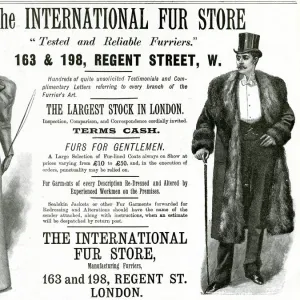 the INTERNATIONAL FUR STORE
"Tested and Reliable Furriers."
163 & 198, REGENT STREET, W.
Hundreds of quite unsolicited Testimonials and Com-
plimentary Letters referring to every branch of the
Furrier's Art.
THE LARGEST STOCK IN LONDON.
Inspection, Comparison, and Correspondence cordially invited.
TERMS CASH.
FURS FOR GENTLEMEN.
A Large Selection of Fur-lined Coats always on Show at
prices varying from £10 to £50, and, in the execution of
orders, punctuality may be relied on.
Fur Garments of every Description Re-Dressed and Altered by
Experienced Workmen on the Premises.
Sealskin Jackets or other Fur Garments forwarded for
Redressing and Alterations should have the name of the
sender attached, along with instructions, when an estimate
will be despatched by return post.
THE INTERNATIONAL
FUR STORE,
Manufacturing Furriers,
163 and 198, REGENT ST.
LONDON.